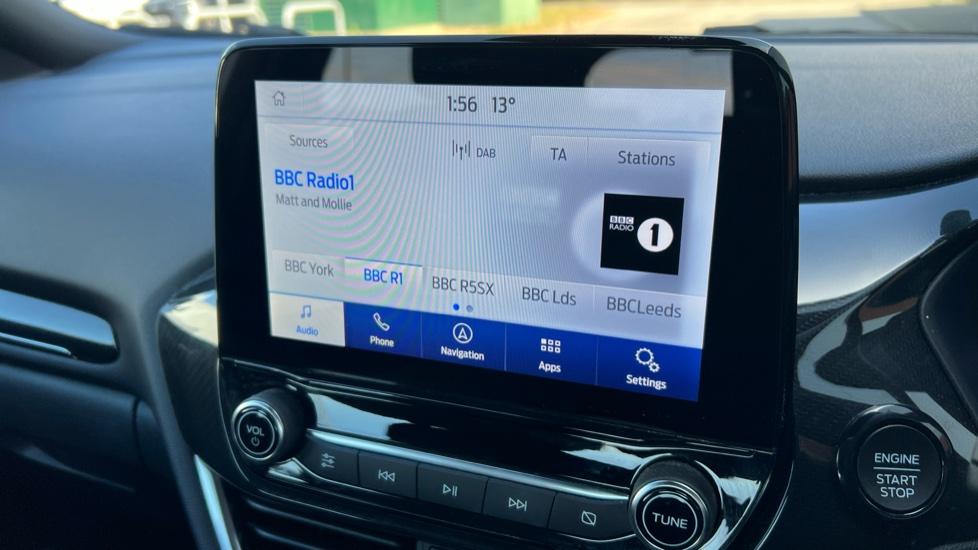 1:56 13°
Sources
DAB
TA
Stations
BBC Radio1
Matt and Mollie
BBC
RADIO
1
BBC York
BBC R1
BBC R5SX
BBC Lds
BBCLeeds
Audio
Phone
Navigation
Apps
Settings
VOL
TUNE
ENGINE
START
STOP